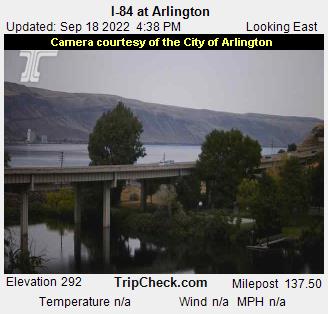 I-84 at Arlington
Updated: Sep 18 2022 4:38 PM Looking East
Camera courtesy of the City of Arlington
Elevation 292 TripCheck.com Milepost 137.50
Temperature n/a Wind n/a MPH n/a